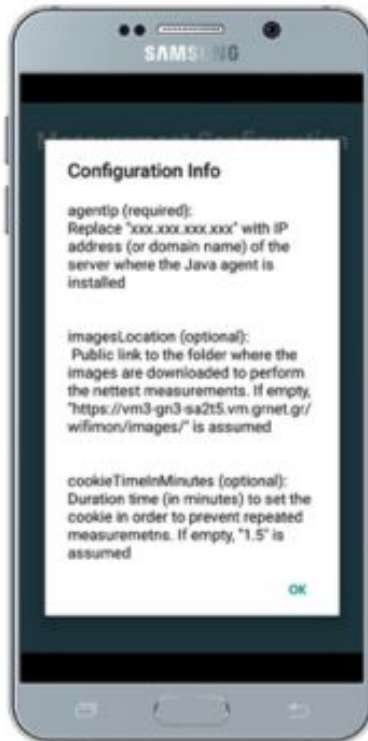 SAMSUNG
Measurement Configuration
Configuration Info
agentIp (required):
Replace "xxx.xxx.xxx.xxx" with IP
address (or domain name) of the
server where the Java agent is
installed
imagesLocation (optional):
Public link to the folder where the
images are downloaded to perform
the nettest measurements. If empty,
"https://vm3-gn3-sa2t5.vm.grnet.gr/
wifimon/images/" is assumed
cookieTimeInMinutes (optional):
Duration time (in minutes) to set the
cookie in order to prevent repeated
measuremetns. If empty, "1.5" is
assumed
OK